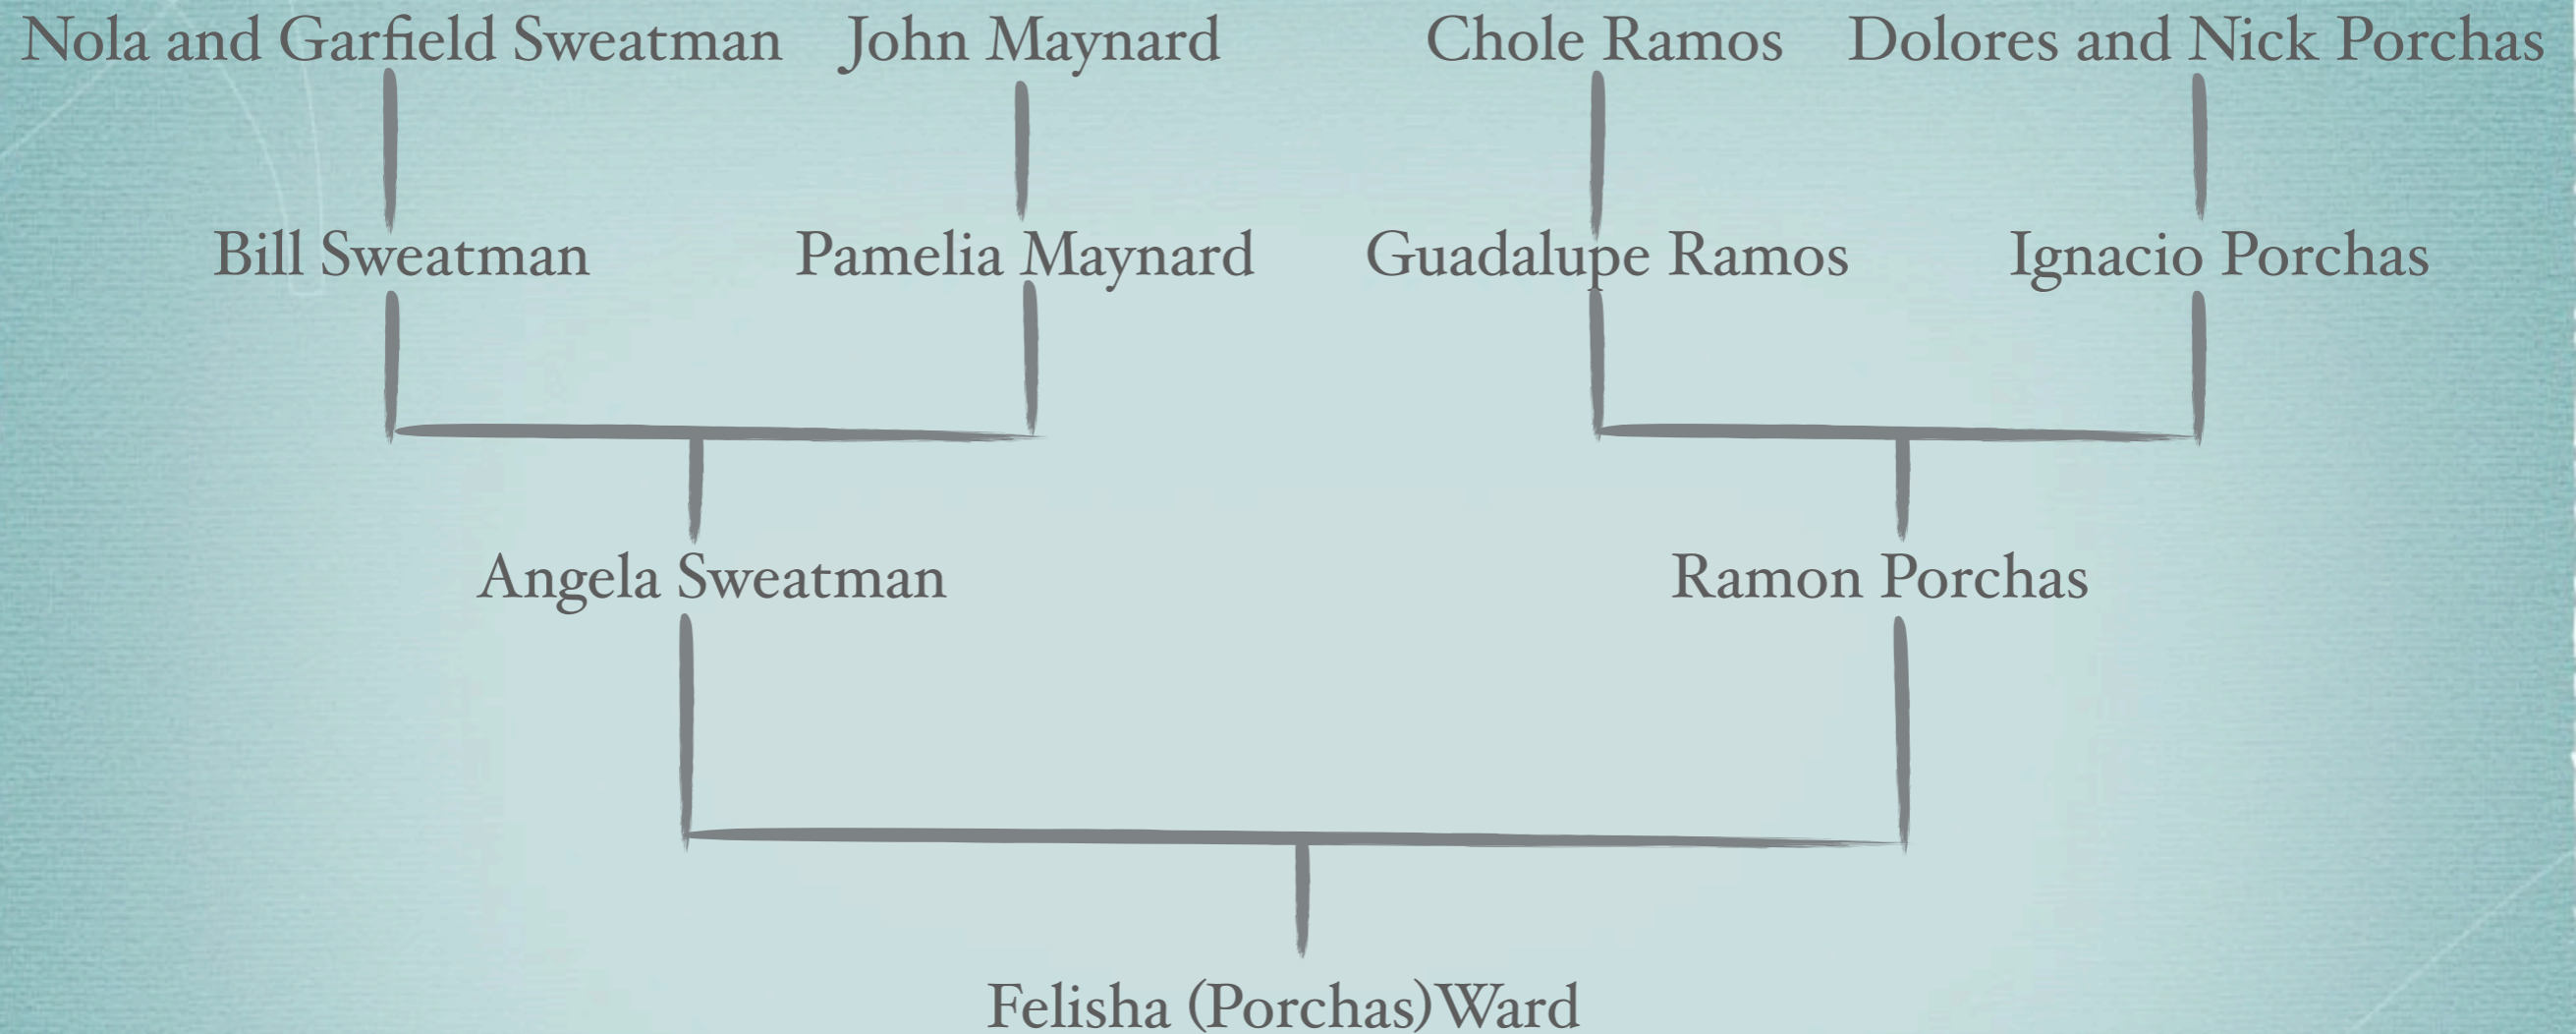 Nola and Garfield Sweatman John Maynard Chole Ramos Dolores and Nick Porchas
Bill Sweatman Pamelia Maynard Guadalupe Ramos Ignacio Porchas
Angela Sweatman Ramon Porchas
Felisha (Porchas)Ward